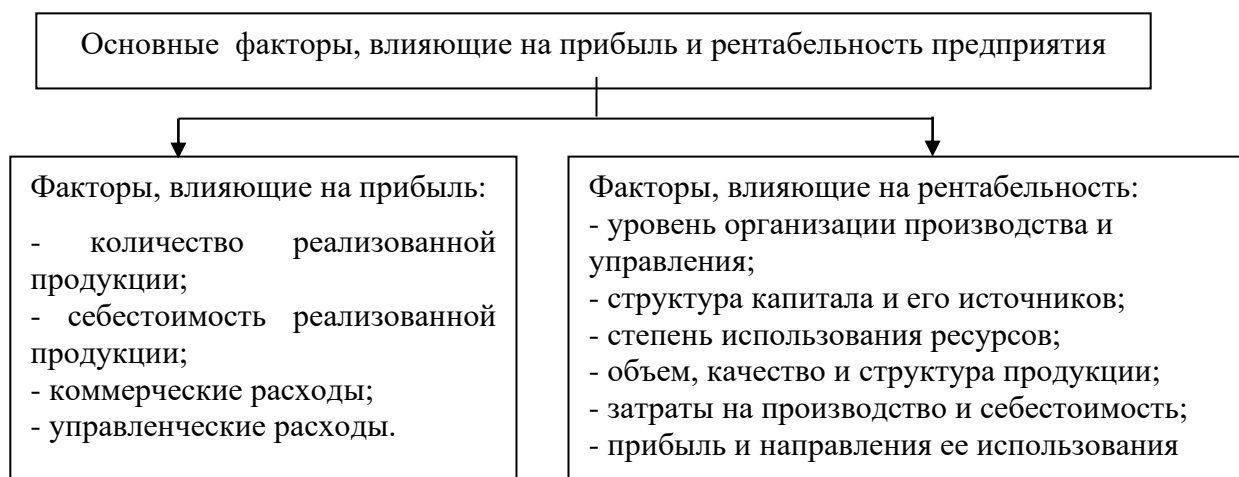 Основные факторы, влияющие на прибыль и рентабельность предприятия
Факторы, влияющие на прибыль:
- количество реализованной
продукции;
- себестоимость реализованной
продукции;
- коммерческие расходы;
- управленческие расходы.
Факторы, влияющие на рентабельность:
- уровень организации производства и
управления;
- структура капитала и его источников;
- степень использования ресурсов;
- объем, качество и структура продукции;
- затраты на производство и себестоимость;
- прибыль и направления ее использования